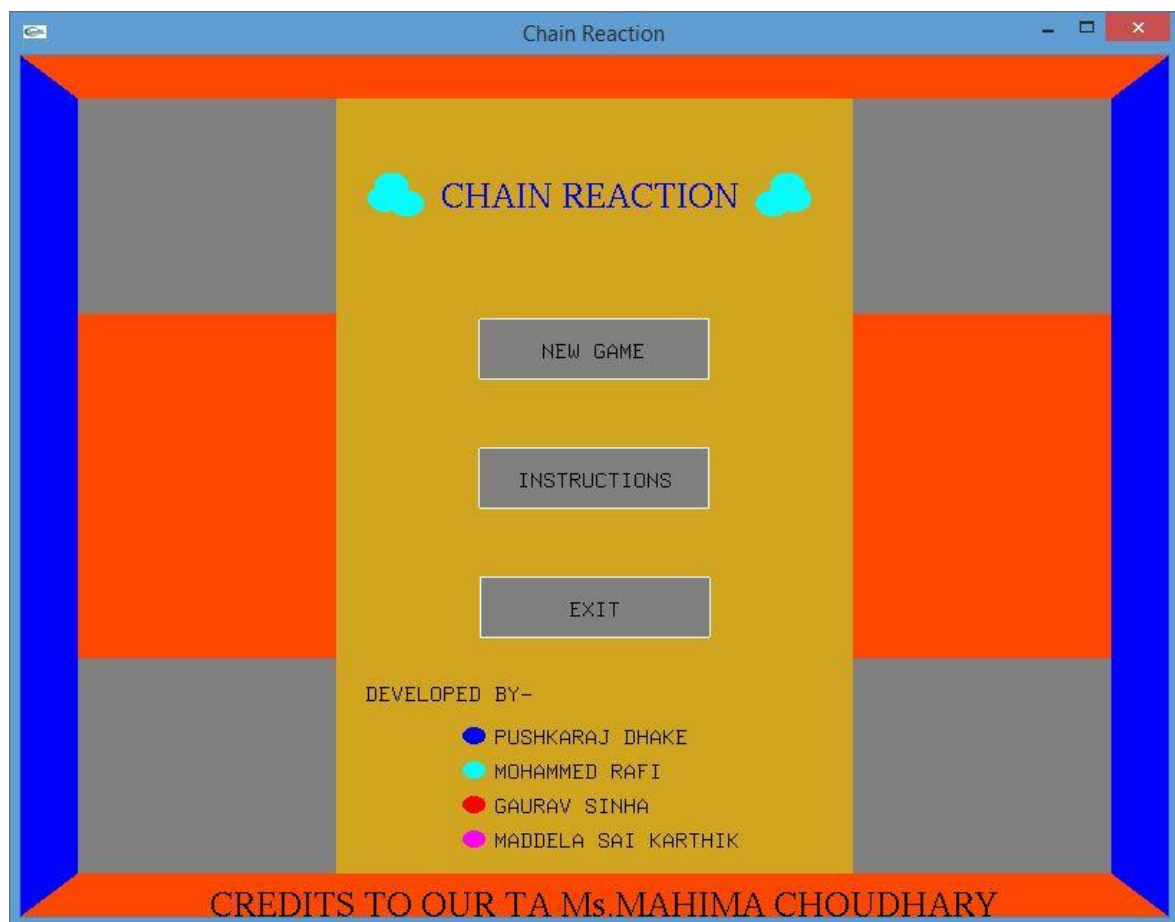 Chain Reaction
CHAIN REACTION
NEW GAME
INSTRUCTIONS
EXIT
DEVELOPED BY-
PUSHKARAJ DHAKE
MOHAMMED RAFI
GAURAV SINHA
MADDELA SAI KARTHIK
CREDITS TO OUR TA Ms.MAHIMA CHOUDHARY